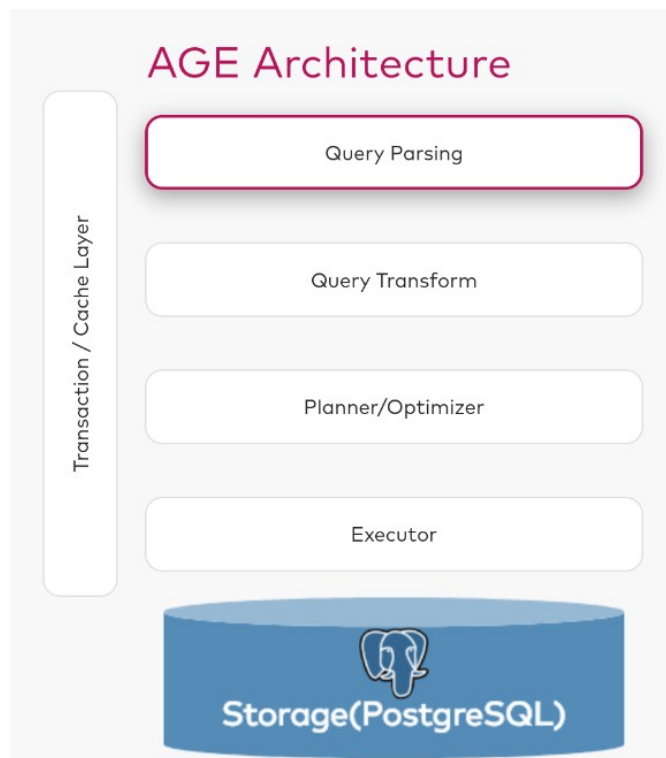 AGE Architecture
Transaction / Cache Layer
Query Parsing
Query Transform
Planner/Optimizer
Executor
Storage(PostgreSQL)